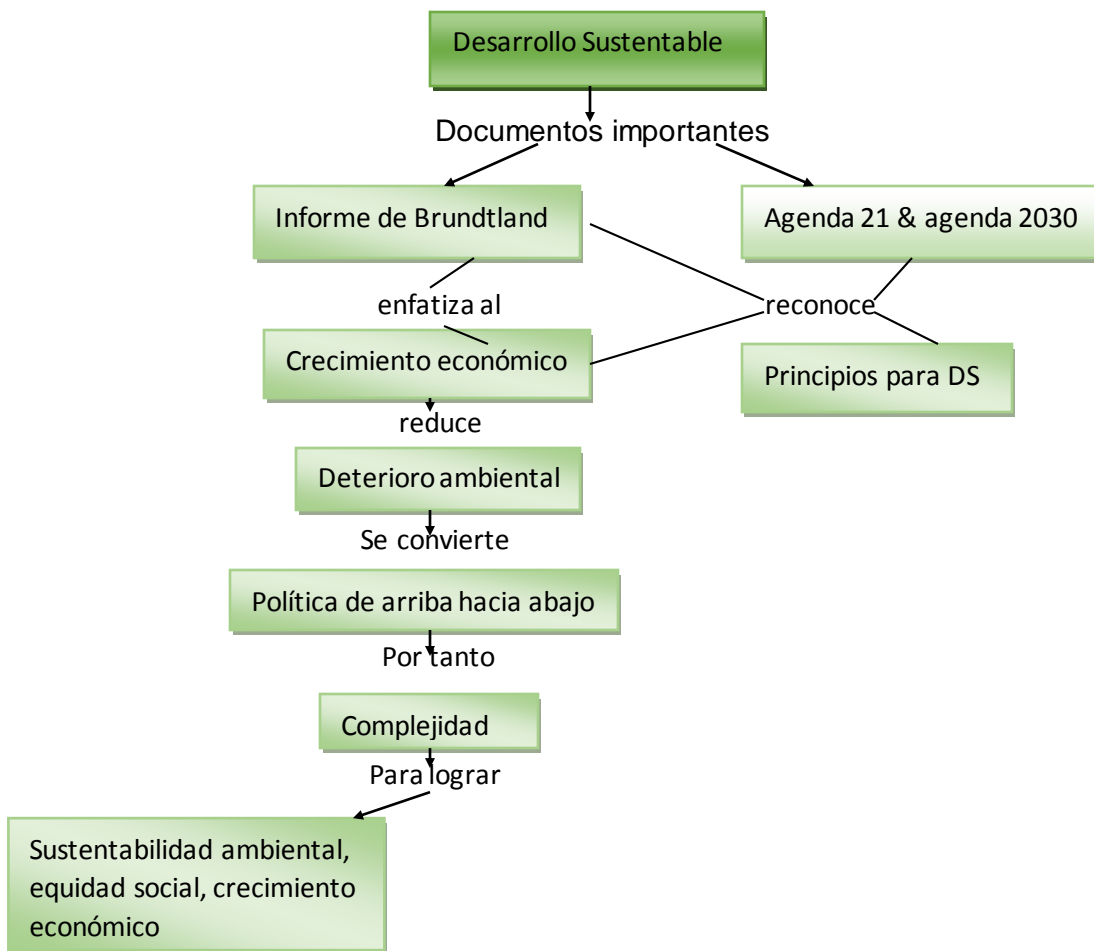 Desarrollo Sustentable
Documentos importantes
Informe de Brundtland
Agenda 21 & agenda 2030
enfatiza al
reconoce
Crecimiento económico
Principios para DS
reduce
Deterioro ambiental
Se convierte
Política de arriba hacia abajo
Por tanto
Complejidad
Para lograr
Sustentabilidad ambiental,
equidad social, crecimiento
económico